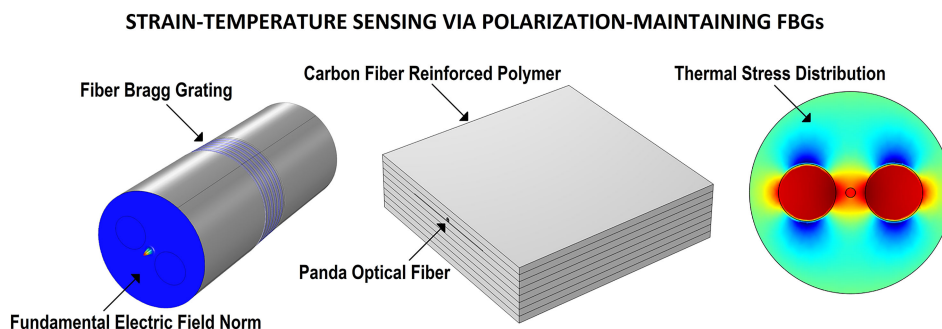 STRAIN-TEMPERATURE SENSING VIA POLARIZATION-MAINTAINING FBGs
Fiber Bragg Grating
Carbon Fiber Reinforced Polymer
Thermal Stress Distribution
Panda Optical Fiber
Fundamental Electric Field Norm